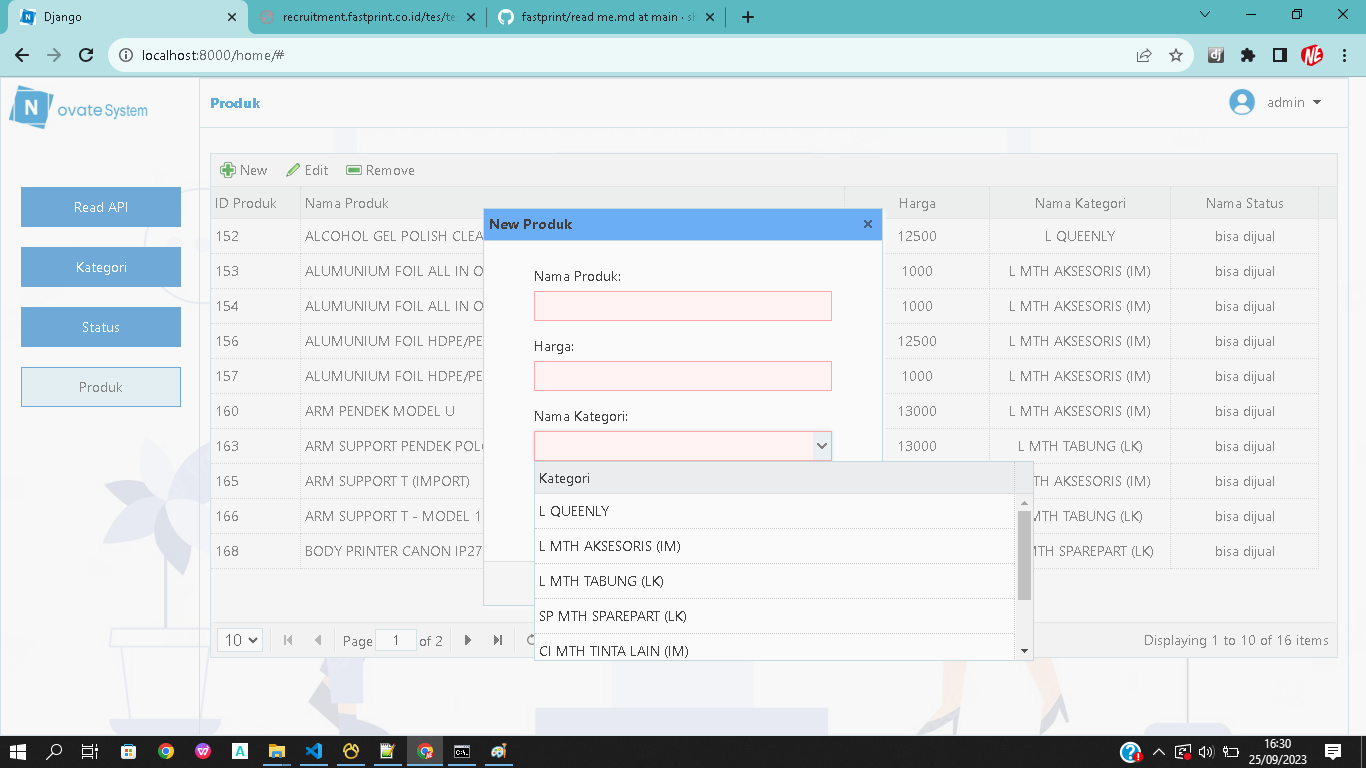 Django
recruitment.fastprint.co.id/tes/te
fastprint/read me.md at main · sh
localhost:8000/home/#
NE
N ovate System
Produk
admin
Read API
Kategori
Status
Produk
New Edit Remove
ID Produk Nama Produk Harga Nama Kategori Nama Status
152 ALCOHOL GEL POLISH CLEA 12500 L QUEENLY bisa dijual
153 ALUMUNIUM FOIL ALL IN O 1000 L MTH AKSESORIS (IM) bisa dijual
154 ALUMUNIUM FOIL ALL IN O 1000 L MTH AKSESORIS (IM) bisa dijual
156 ALUMUNIUM FOIL HDPE/PE 12500 L MTH AKSESORIS (IM) bisa dijual
157 ALUMUNIUM FOIL HDPE/PE 1000 L MTH AKSESORIS (IM) bisa dijual
160 ARM PENDEK MODEL U 13000 L MTH AKSESORIS (IM) bisa dijual
163 ARM SUPPORT PENDEK POLO 13000 L MTH TABUNG (LK) bisa dijual
165 ARM SUPPORT T (IMPORT) AKSESORIS (IM) bisa dijual
166 ARM SUPPORT T - MODEL 1 MTH TABUNG (LK) bisa dijual
168 BODY PRINTER CANON IP27 MTH SPAREPART (LK) bisa dijual
New Produk
Nama Produk:
Harga:
Nama Kategori:
Kategori
L QUEENLY
L MTH AKSESORIS (IM)
L MTH TABUNG (LK)
SP MTH SPAREPART (LK)
CI MTH TINTA LAIN (IM)
10 Page 1 of 2 Displaying 1 to 10 of 16 items
16:30
25/09/2023